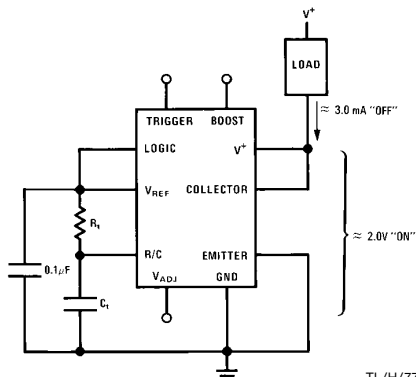 V+
LOAD
≈ 3.0 mA "OFF"
TRIGGER BOOST
LOGIC V+
VREF COLLECTOR
Rt
R/C EMITTER
≈ 2.0V "ON"
0.1μF
VADJ GND
Ct